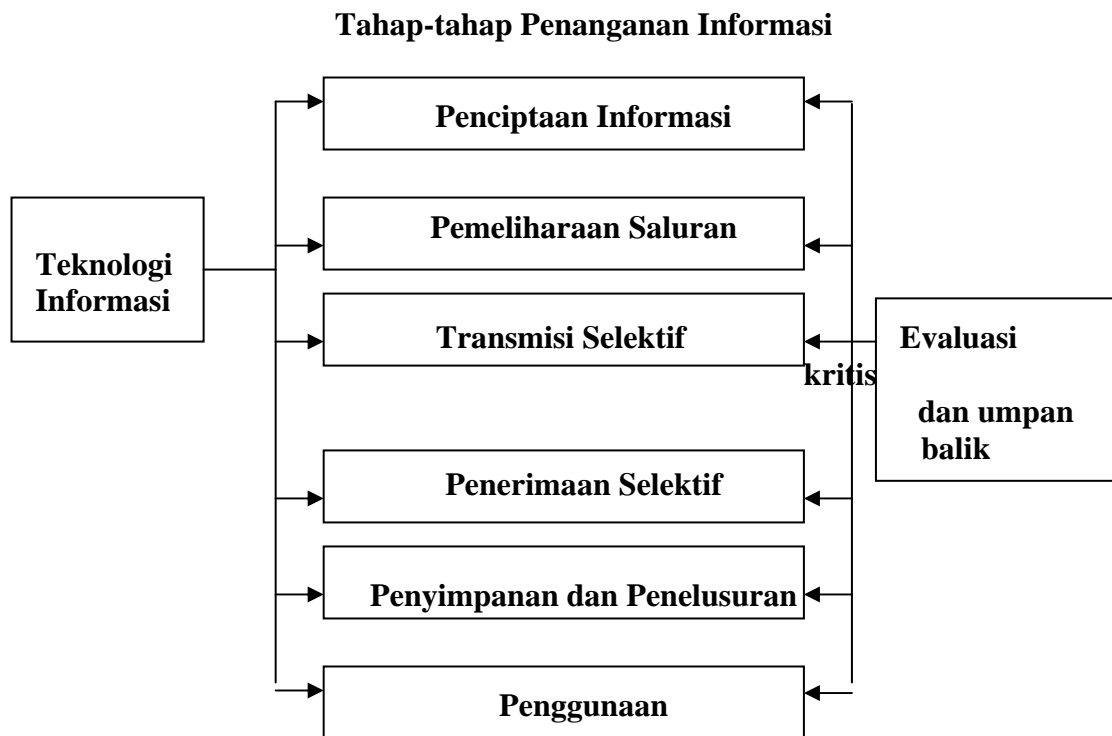 Tahap-tahap Penanganan Informasi
Penciptaan Informasi
Pemeliharaan Saluran
Teknologi
Informasi
Transmisi Selektif
Evaluasi
kritis
dan umpan
balik
Penerimaan Selektif
Penyimpanan dan Penelusuran
Penggunaan